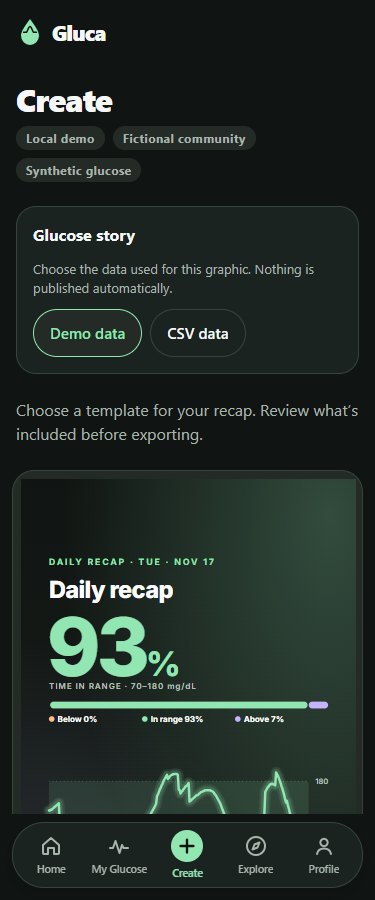 Gluca
Create
Local demo
Fictional community
Synthetic glucose
Glucose story
Choose the data used for this graphic. Nothing is
published automatically.
Demo data
CSV data
Choose a template for your recap. Review what's
included before exporting.
DAILY RECAP · TUE · NOV 17
Daily recap
93%
TIME IN RANGE · 70–180 mg/dL
Below 0%
In range 93%
Above 7%
180
Home
My Glucose
Create
Explore
Profile